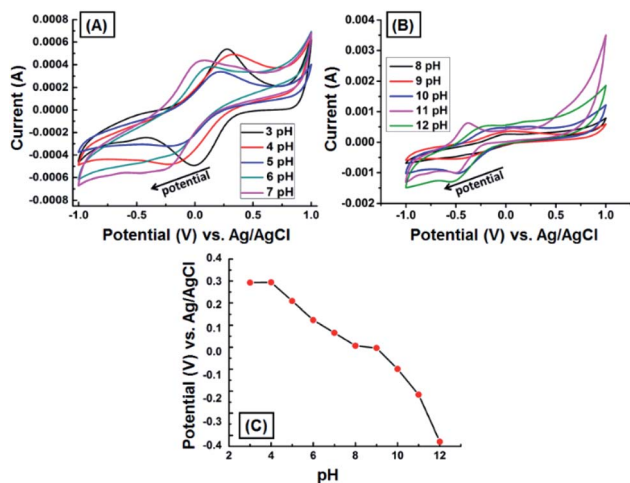 (A)
0.0008
0.0006
0.0004
0.0002
0.0000
-0.0002
-0.0004
-0.0006
-0.0008
Current (A)
3 pH
4 pH
5 pH
6 pH
7 pH
potential
-1.0 -0.5 0.0 0.5 1.0
Potential (V) vs. Ag/AgCl
(B)
0.004
0.003
0.002
0.001
0.000
-0.001
-0.002
Current (A)
8 pH
9 pH
10 pH
11 pH
12 pH
potential
-1.0 -0.5 0.0 0.5 1.0
Potential (V) vs. Ag/AgCl
0.4
0.3
0.2
0.1
0.0
-0.1
-0.2
-0.3
-0.4
Potential (V) vs. Ag/AgCl
(C)
2 4 6 8 10 12
pH